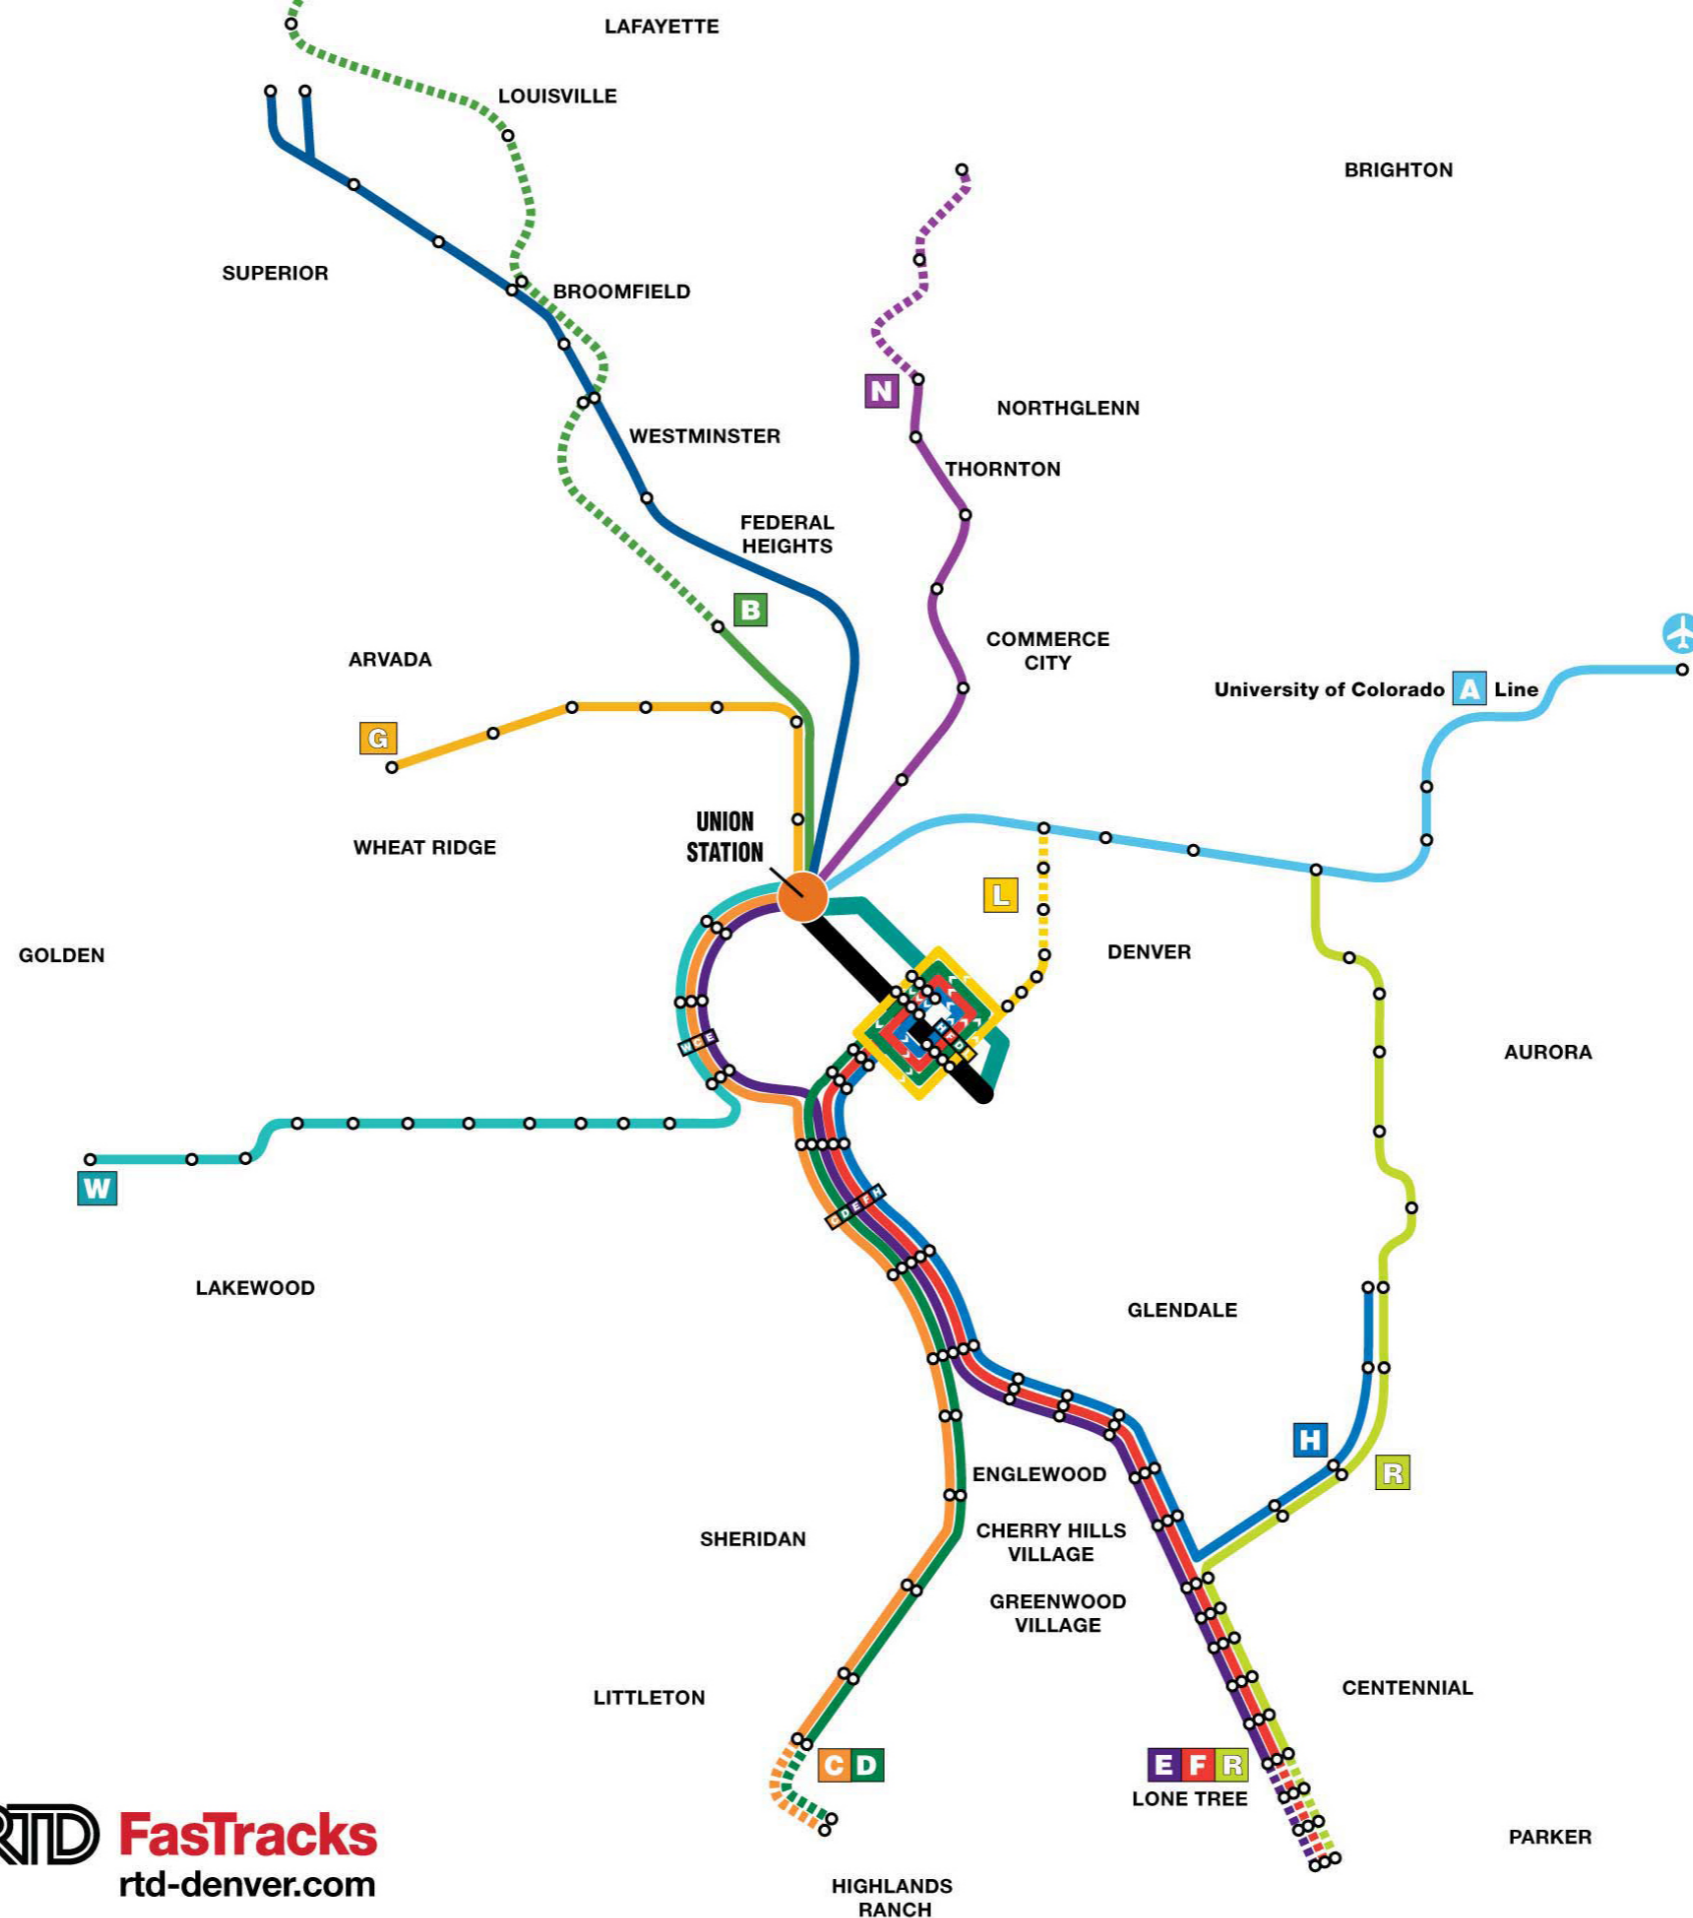 LAFAYETTE
LOUISVILLE
BRIGHTON
SUPERIOR
BROOMFIELD
N
NORTHGLENN
WESTMINSTER
THORNTON
FEDERAL
HEIGHTS
B
COMMERCE
CITY
ARVADA
University of Colorado A Line
G
UNION
STATION
WHEAT RIDGE
L
DENVER
GOLDEN
W C E
H F D L
AURORA
W
C D E F H
LAKEWOOD
GLENDALE
H
R
ENGLEWOOD
SHERIDAN
CHERRY HILLS
VILLAGE
GREENWOOD
VILLAGE
CENTENNIAL
LITTLETON
C D
E F R
LONE TREE
RTD FasTracks
rtd-denver.com
PARKER
HIGHLANDS
RANCH